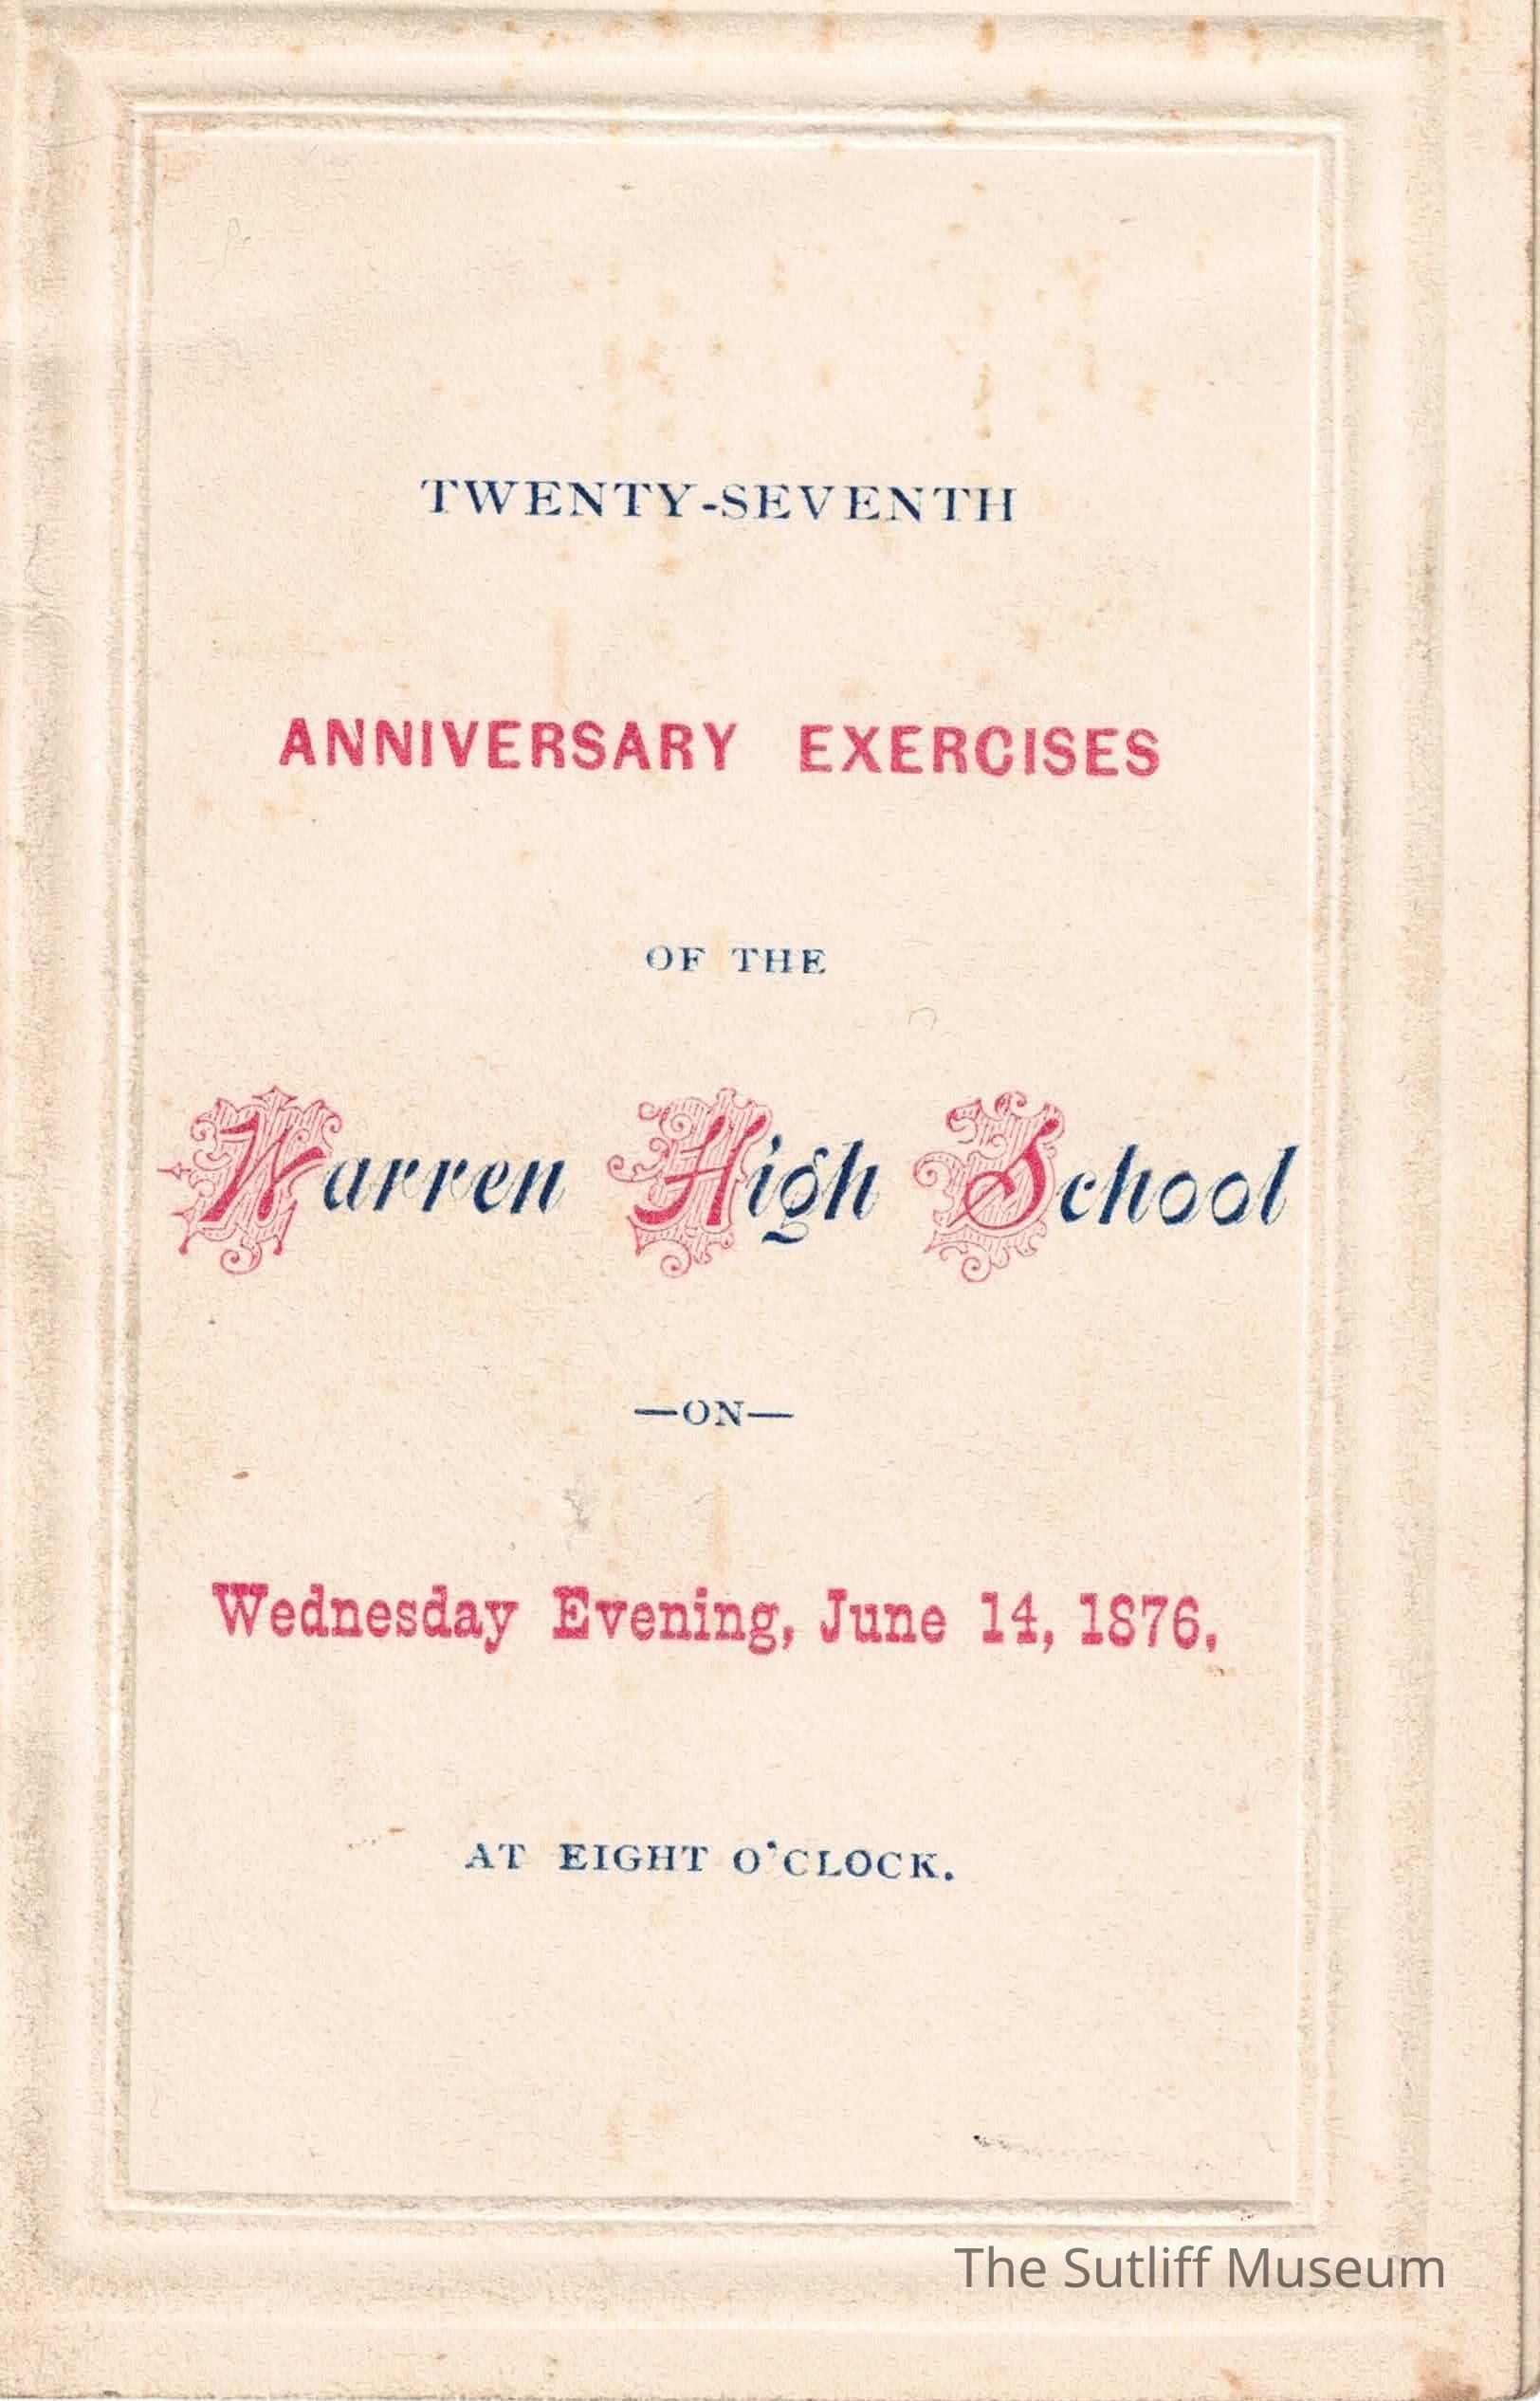 TWENTY-SEVENTH
ANNIVERSARY EXERCISES
OF THE
Warren High School
—ON—
Wednesday Evening, June 14, 1876,
AT EIGHT O'CLOCK.
The Sutliff Museum